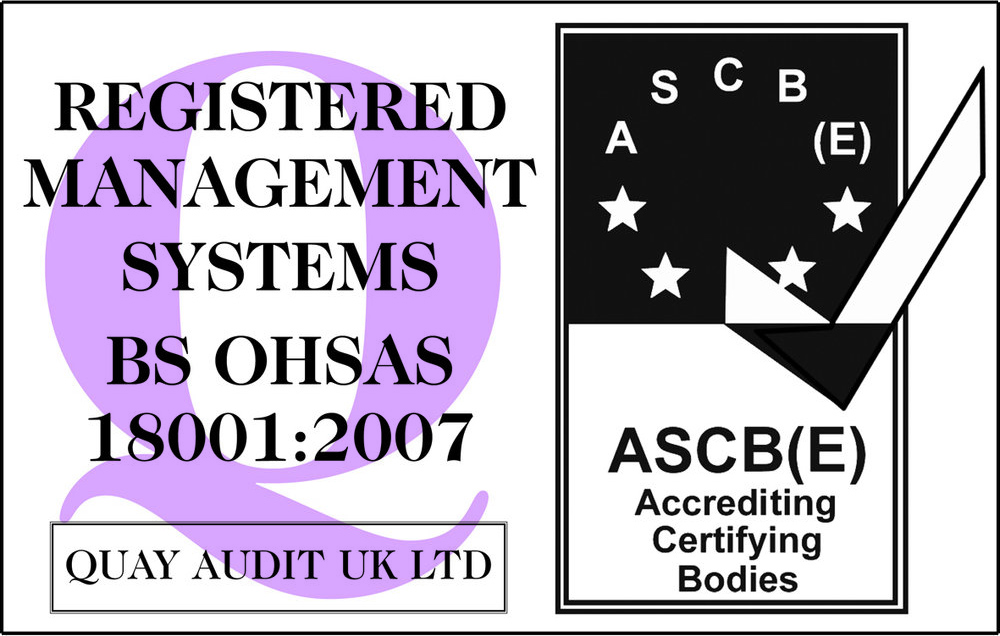 REGISTERED
MANAGEMENT
SYSTEMS
BS OHSAS
18001:2007
QUAY AUDIT UK LTD
A S C B (E)
ASCB(E)
Accrediting
Certifying
Bodies